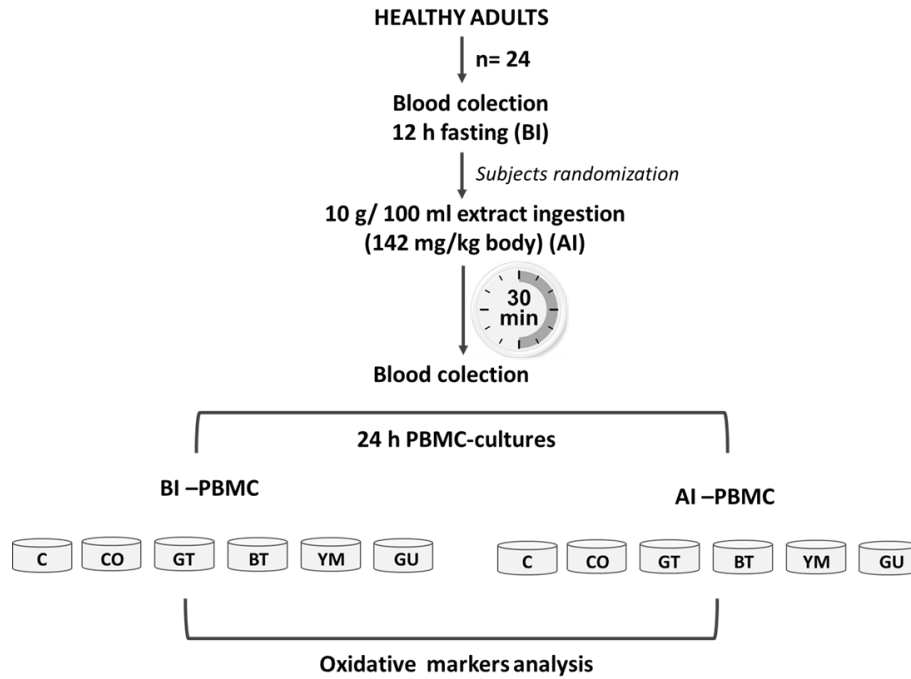 HEALTHY ADULTS
n= 24
Blood colection
12 h fasting (BI)
Subjects randomization
10 g/ 100 ml extract ingestion
(142 mg/kg body) (AI)
30
min
Blood colection
24 h PBMC-cultures
BI –PBMC
AI –PBMC
C CO GT BT YM GU
C CO GT BT YM GU
Oxidative markers analysis